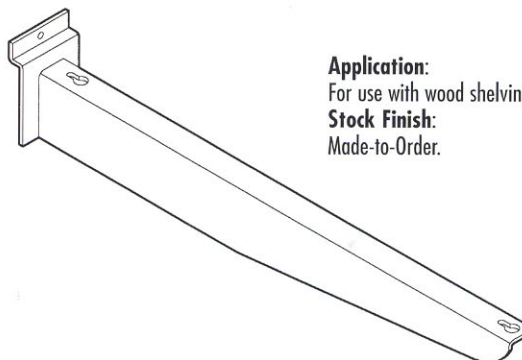 Application:
For use with wood shelvin
Stock Finish:
Made-to-Order.